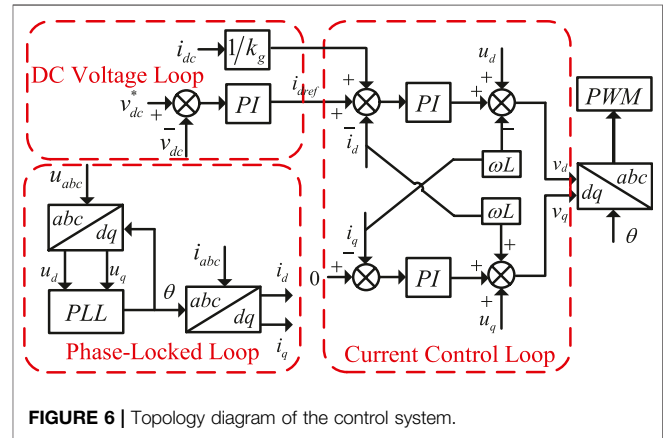 i_dc 1/k_g
DC Voltage Loop
v*_dc + − v_dc PI i_dref
+ + − i_d PI + + − u_d
ωL
v_d
PWM
dq abc
θ
u_abc
abc dq
u_d u_q
PLL
θ
i_abc
abc dq
i_d
i_q
Phase-Locked Loop
ωL
v_q
i_q
0 + − PI + + + u_q
Current Control Loop
FIGURE 6 | Topology diagram of the control system.